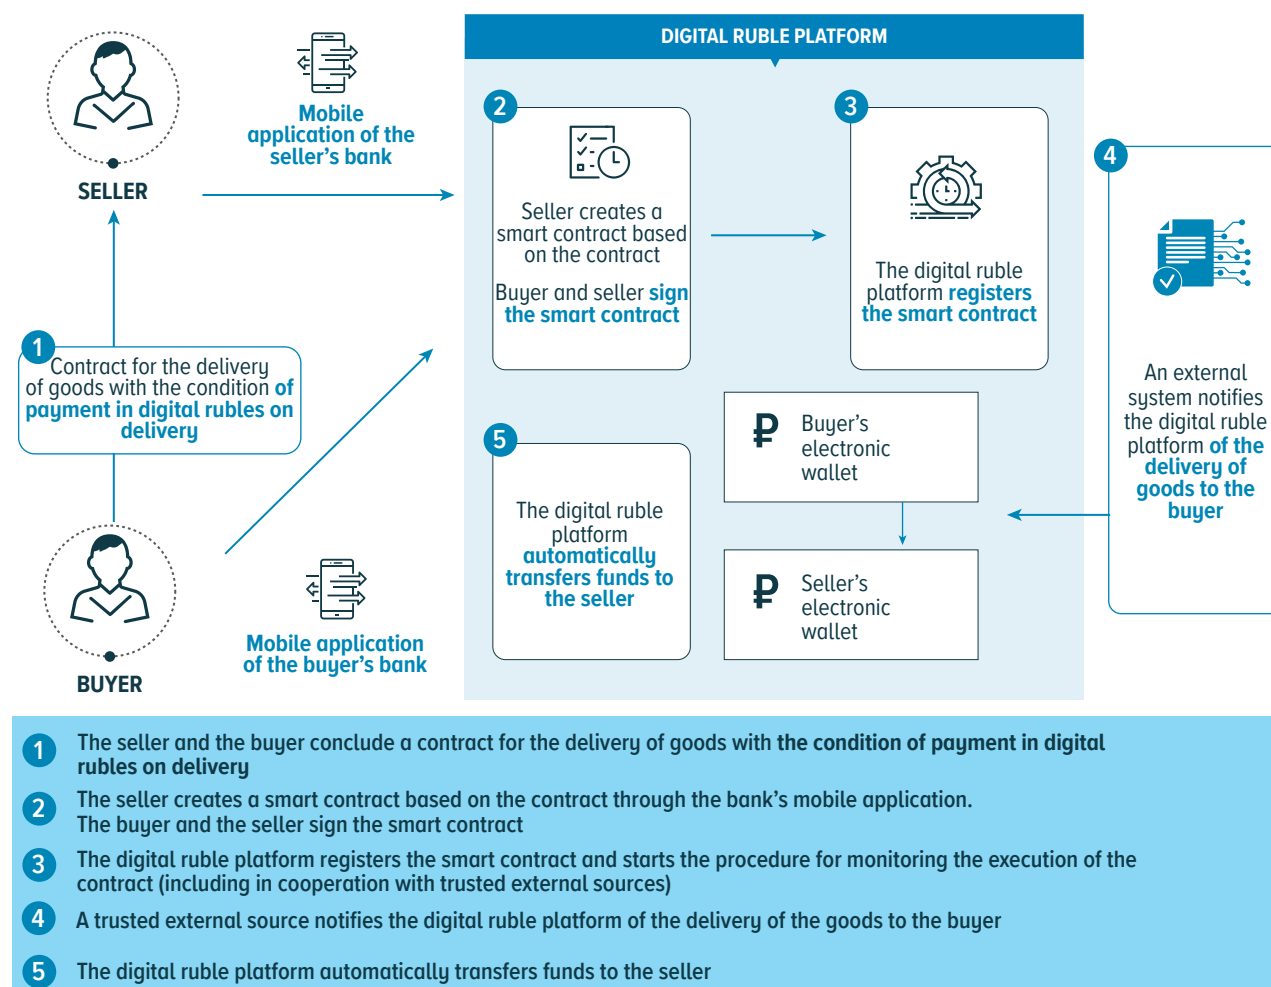 DIGITAL RUBLE PLATFORM
Mobile
application of the
seller's bank
SELLER
2
Seller creates a
smart contract based
on the contract
Buyer and seller sign
the smart contract
3
The digital ruble
platform registers
the smart contract
4
An external
system notifies
the digital ruble
platform of the
delivery of
goods to the
buyer
1
Contract for the delivery
of goods with the condition of
payment in digital rubles on
delivery
5
The digital ruble
platform
automatically
transfers funds to
the seller
₽
Buyer's
electronic
wallet
₽
Seller's
electronic
wallet
Mobile application
of the buyer's bank
BUYER
1 The seller and the buyer conclude a contract for the delivery of goods with the condition of payment in digital
rubles on delivery
2 The seller creates a smart contract based on the contract through the bank's mobile application.
The buyer and the seller sign the smart contract
3 The digital ruble platform registers the smart contract and starts the procedure for monitoring the execution of the
contract (including in cooperation with trusted external sources)
4 A trusted external source notifies the digital ruble platform of the delivery of the goods to the buyer
5 The digital ruble platform automatically transfers funds to the seller